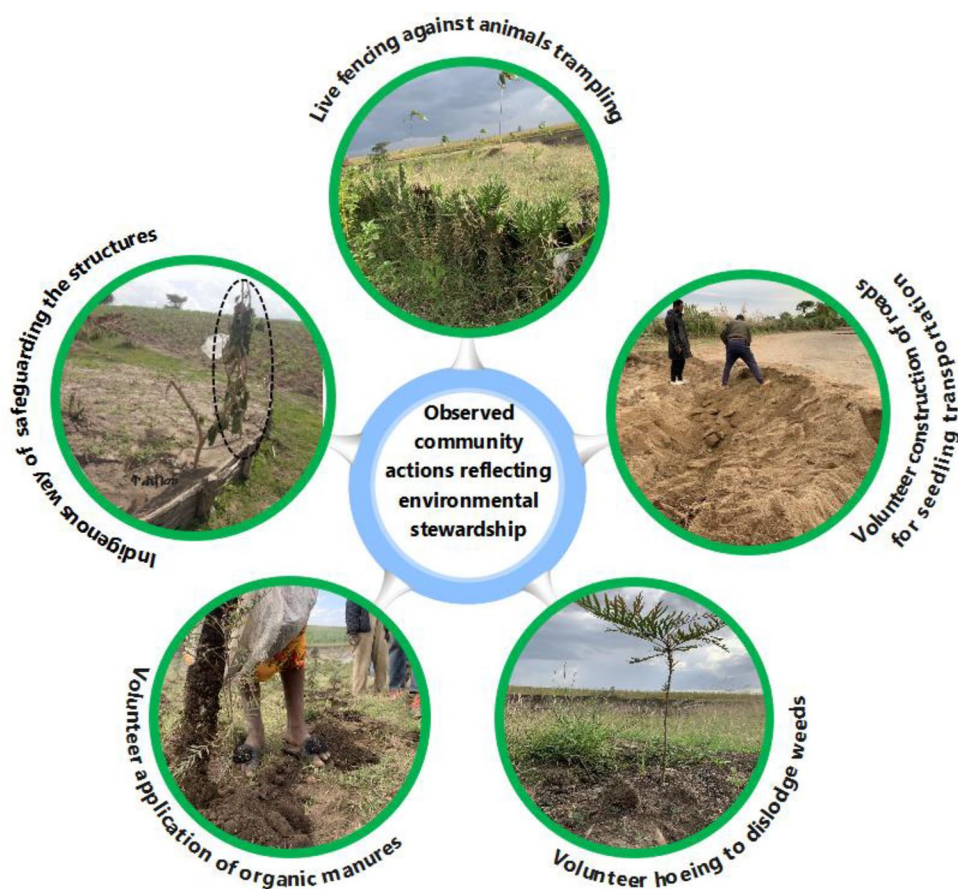 Live fencing against animals trampling
Indigenous way of safeguarding the structures
Volunteer construction of roads
for seedling transportation
Observed
community
actions reflecting
environmental
stewardship
Volunteer application of organic manures
Volunteer hoeing to dislodge weeds